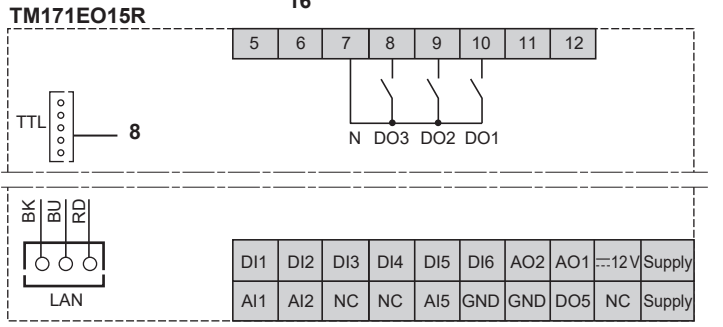 16
TM171EO15R
5 6 7 8 9 10 11 12
TTL
8
N DO3 DO2 DO1
BK BU RD
LAN
DI1 DI2 DI3 DI4 DI5 DI6 AO2 AO1 ⎓12 V Supply
AI1 AI2 NC NC AI5 GND GND DO5 NC Supply